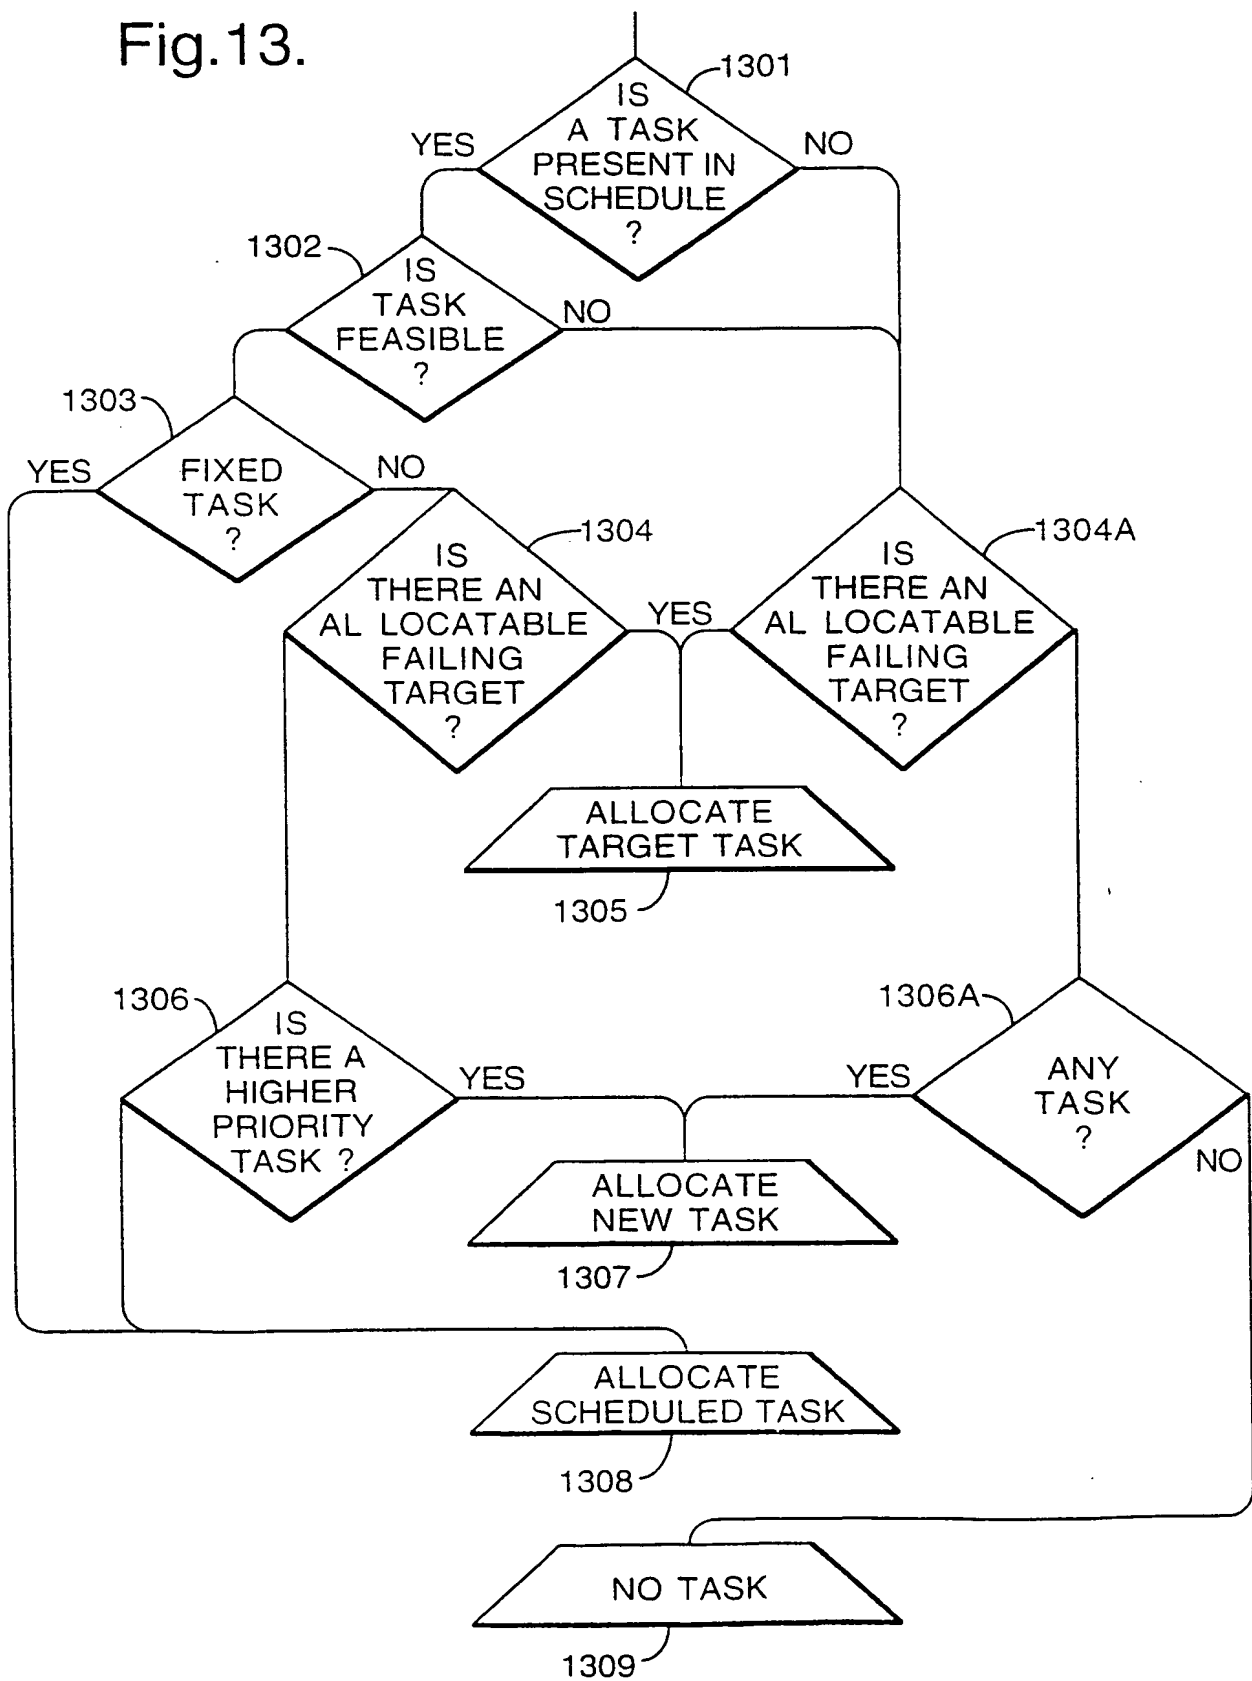 Fig.13.
1301
IS
A TASK
PRESENT IN
SCHEDULE
?
YES
NO
1302
IS
TASK
FEASIBLE
?
NO
1303
FIXED
TASK
?
YES
NO
1304
IS
THERE AN
AL LOCATABLE
FAILING
TARGET
?
YES
1304A
IS
THERE AN
AL LOCATABLE
FAILING
TARGET
?
ALLOCATE
TARGET TASK
1305
1306
IS
THERE A
HIGHER
PRIORITY
TASK ?
YES
1306A
YES
ANY
TASK
?
NO
ALLOCATE
NEW TASK
1307
ALLOCATE
SCHEDULED TASK
1308
NO TASK
1309